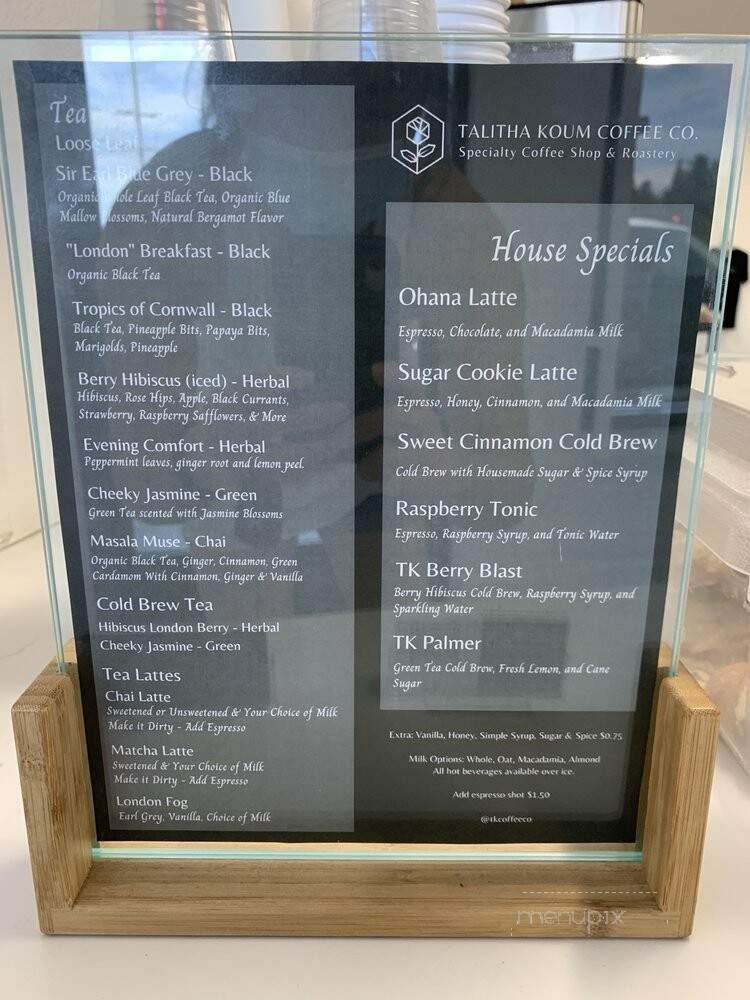 Tea
Loose Leaf
Sir Earl Blue Grey - Black
Organic Whole Leaf Black Tea, Organic Blue
Mallow Blossoms, Natural Bergamot Flavor
"London" Breakfast - Black
Organic Black Tea
Tropics of Cornwall - Black
Black Tea, Pineapple Bits, Papaya Bits,
Marigolds, Pineapple
Berry Hibiscus (iced) - Herbal
Hibiscus, Rose Hips, Apple, Black Currants,
Strawberry, Raspberry Safflowers, & More
Evening Comfort - Herbal
Peppermint leaves, ginger root and lemon peel.
Cheeky Jasmine - Green
Green Tea scented with Jasmine Blossoms
Masala Muse - Chai
Organic Black Tea, Ginger, Cinnamon, Green
Cardamom With Cinnamon, Ginger & Vanilla
Cold Brew Tea
Hibiscus London Berry - Herbal
Cheeky Jasmine - Green
Tea Lattes
Chai Latte
Sweetened or Unsweetened & Your Choice of Milk
Make it Dirty - Add Espresso
Matcha Latte
Sweetened & Your Choice of Milk
Make it Dirty - Add Espresso
London Fog
Earl Grey, Vanilla, Choice of Milk
TALITHA KOUM COFFEE CO.
Specialty Coffee Shop & Roastery
House Specials
Ohana Latte
Espresso, Chocolate, and Macadamia Milk
Sugar Cookie Latte
Espresso, Honey, Cinnamon, and Macadamia Milk
Sweet Cinnamon Cold Brew
Cold Brew with Housemade Sugar & Spice Syrup
Raspberry Tonic
Espresso, Raspberry Syrup, and Tonic Water
TK Berry Blast
Berry Hibiscus Cold Brew, Raspberry Syrup, and
Sparkling Water
TK Palmer
Green Tea Cold Brew, Fresh Lemon, and Cane
Sugar
Extra: Vanilla, Honey, Simple Syrup, Sugar & Spice $0.75
Milk Options: Whole, Oat, Macadamia, Almond
All hot beverages available over ice.
Add espresso shot $1.50
@tkcoffeeco
menupix